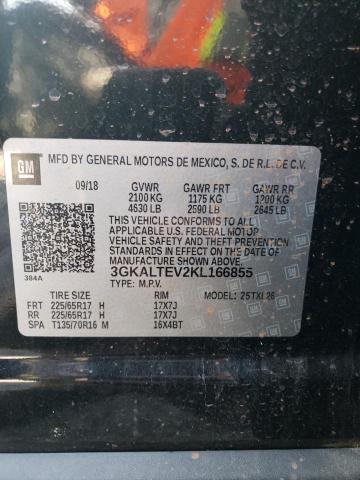 GM
MFD BY GENERAL MOTORS DE MEXICO, S. DE R.L. DE C.V.
09/18 GVWR GAWR FRT GAWR RR
2100 KG 1175 KG 1200 KG
4630 LB 2590 LB 2645 LB
THIS VEHICLE CONFORMS TO ALL
APPLICABLE U.S. FEDERAL MOTOR
VEHICLE SAFETY AND THEFT PREVENTION
STANDARDS IN EFFECT ON THE DATE OF
MANUFACTURE SHOWN ABOVE.
384A 3GKALTEV2KL166855
TYPE: M.P.V. MODEL: 25TXL26
TIRE SIZE RIM
FRT 225/65R17 H 17X7J
RR 225/65R17 H 17X7J
SPA T135/70R16 M 16X4BT